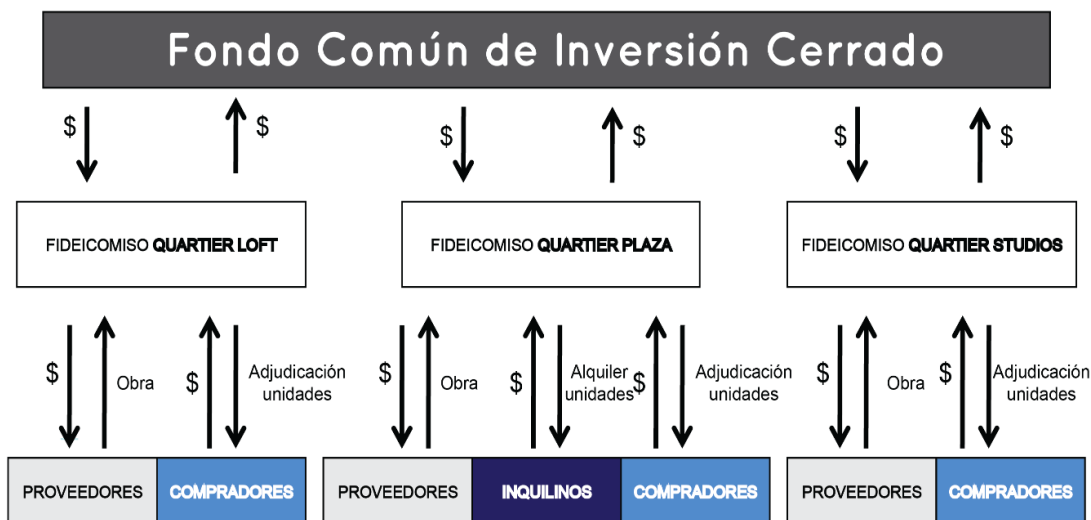 Fondo Común de Inversión Cerrado
$ $ $ $ $ $
FIDEICOMISO QUARTIER LOFT
FIDEICOMISO QUARTIER PLAZA
FIDEICOMISO QUARTIER STUDIOS
$ Obra $ Adjudicación
unidades
$ Obra $ Alquiler
unidades
$ Adjudicación
unidades
$ Obra $ Adjudicación
unidades
PROVEEDORES COMPRADORES
PROVEEDORES INQUILINOS COMPRADORES
PROVEEDORES COMPRADORES